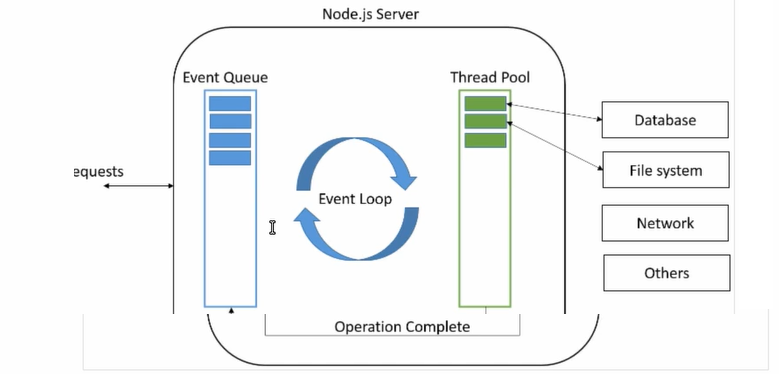 Node.js Server
Event Queue
Thread Pool
Database
equests
File system
Event Loop
Network
Others
Operation Complete